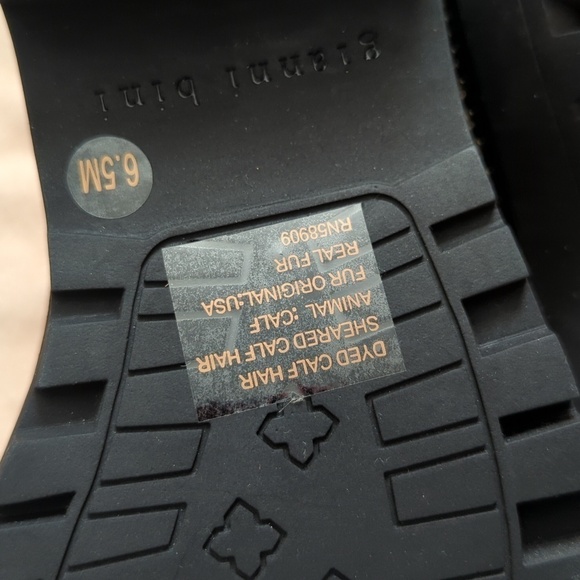 DYED CALF HAIR
SHEARED CALF HAIR
ANIMAL :CALF
FUR ORIGINAL:USA
REAL FUR
RN58909
6.5M
gianni bini